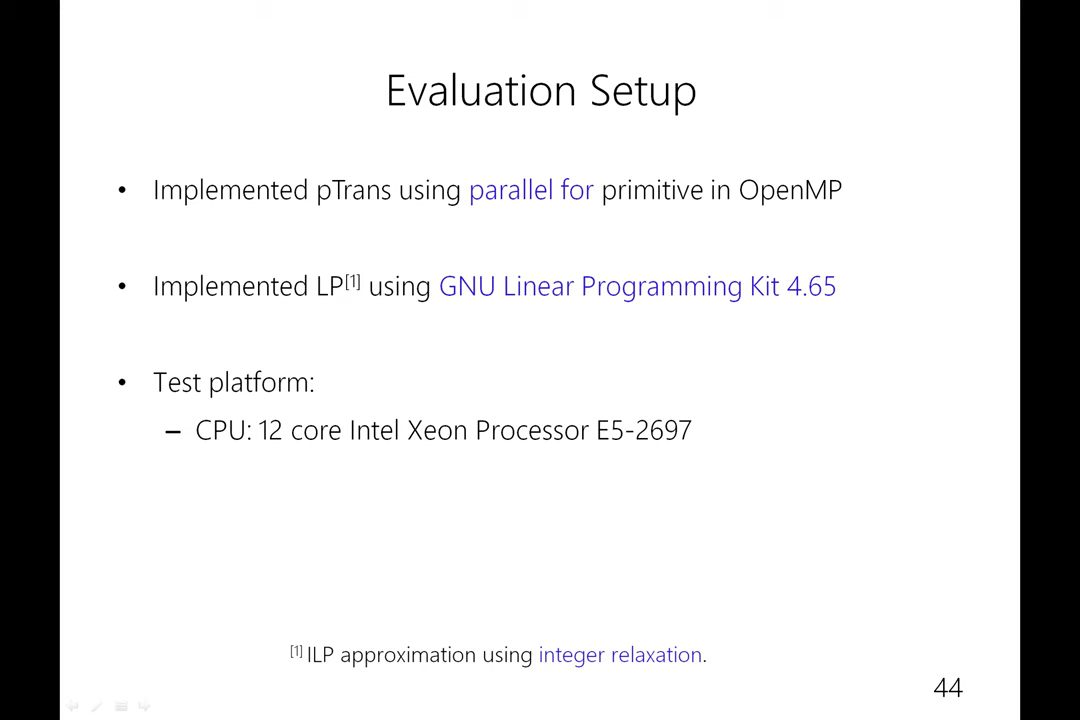 Evaluation Setup
• Implemented pTrans using parallel for primitive in OpenMP
• Implemented LP[1] using GNU Linear Programming Kit 4.65
• Test platform:
– CPU: 12 core Intel Xeon Processor E5-2697
[1] ILP approximation using integer relaxation.
44